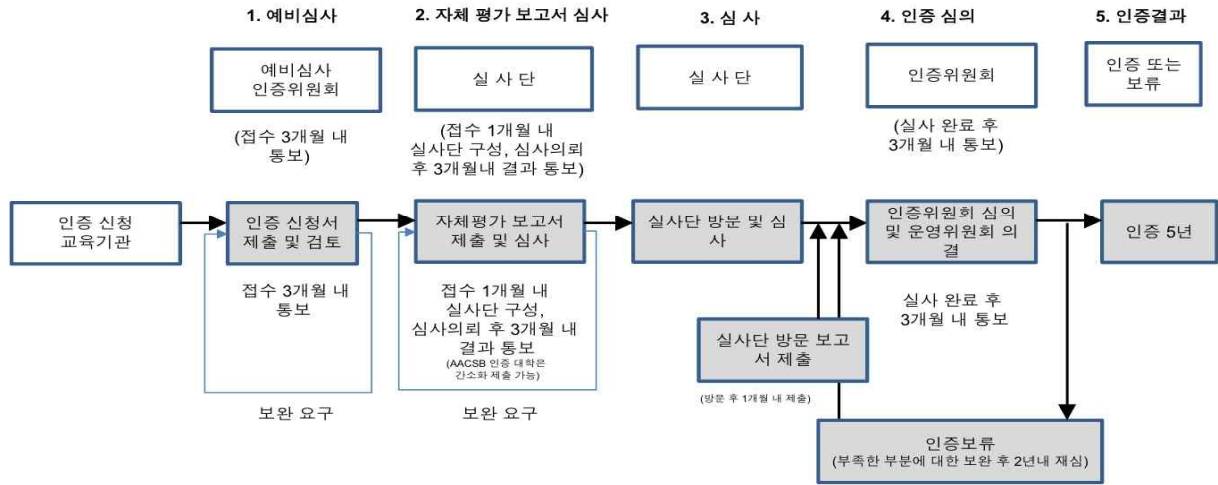 1. 예비심사
2. 자체 평가 보고서 심사
3. 심 사
4. 인증 심의
5. 인증결과
예비심사
인증위원회
실 사 단
실 사 단
인증위원회
인증 또는
보류
(접수 3개월 내
통보)
(접수 1개월 내
실사단 구성, 심사의뢰
후 3개월내 결과 통보)
(실사 완료 후
3개월 내 통보)
인증 신청
교육기관
인증 신청서
제출 및 검토
자체평가 보고서
제출 및 심사
실사단 방문 및 심
사
인증위원회 심의
및 운영위원회 의
결
인증 5년
접수 3개월 내
통보
접수 1개월 내
실사단 구성,
심사의뢰 후 3개월 내
결과 통보
(AACSB 인증 대학은
간소화 제출 가능)
실사 완료 후
3개월 내 통보
실사단 방문 보고
서 제출
(방문 후 1개월 내 제출)
보완 요구
보완 요구
인증보류
(부족한 부분에 대한 보완 후 2년내 재심)